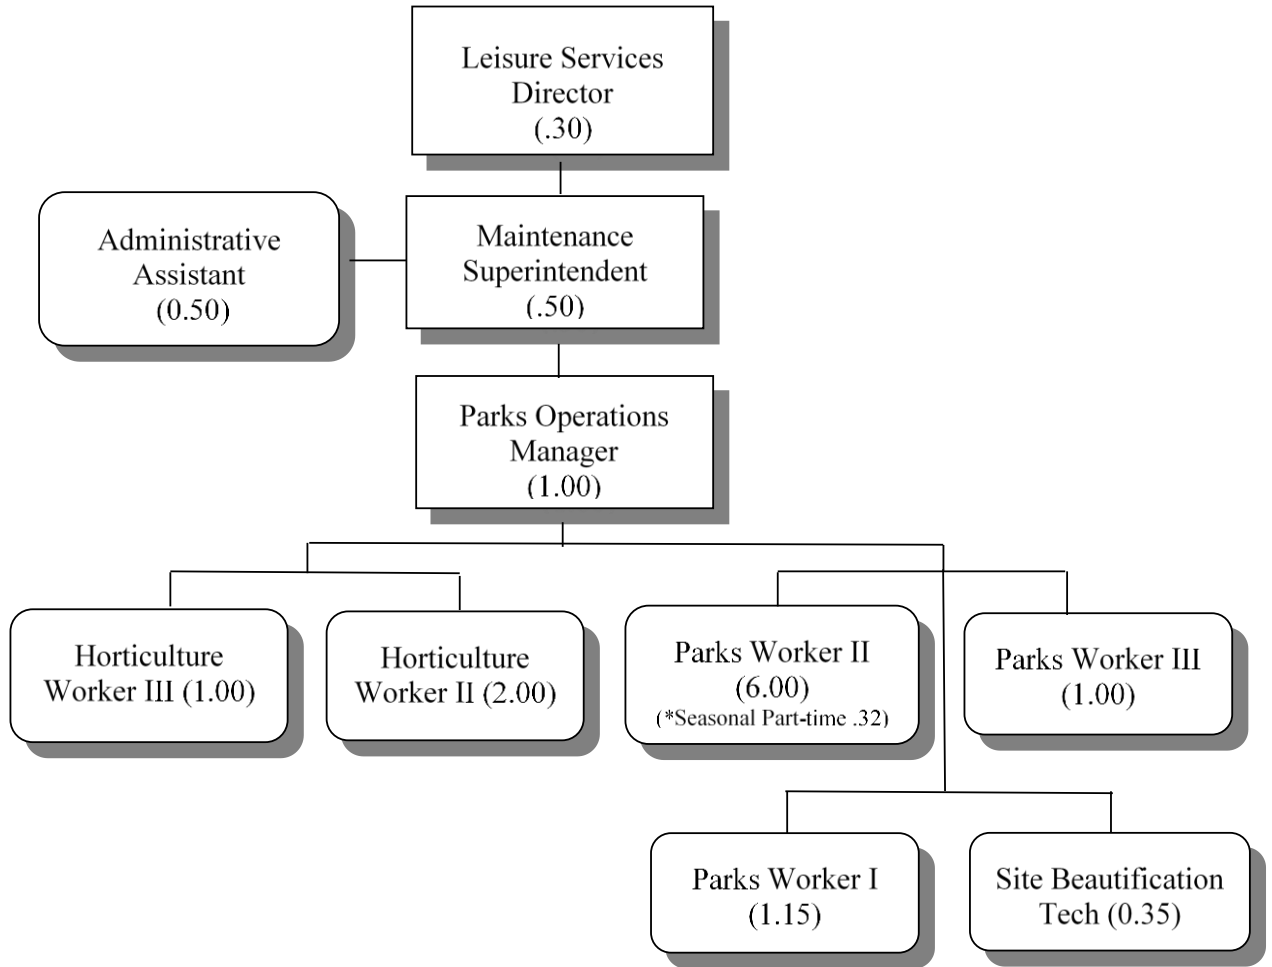 Leisure Services
Director
(.30)
Administrative
Assistant
(0.50)
Maintenance
Superintendent
(.50)
Parks Operations
Manager
(1.00)
Horticulture
Worker III (1.00)
Horticulture
Worker II (2.00)
Parks Worker II
(6.00)
(*Seasonal Part-time .32)
Parks Worker III
(1.00)
Parks Worker I
(1.15)
Site Beautification
Tech (0.35)